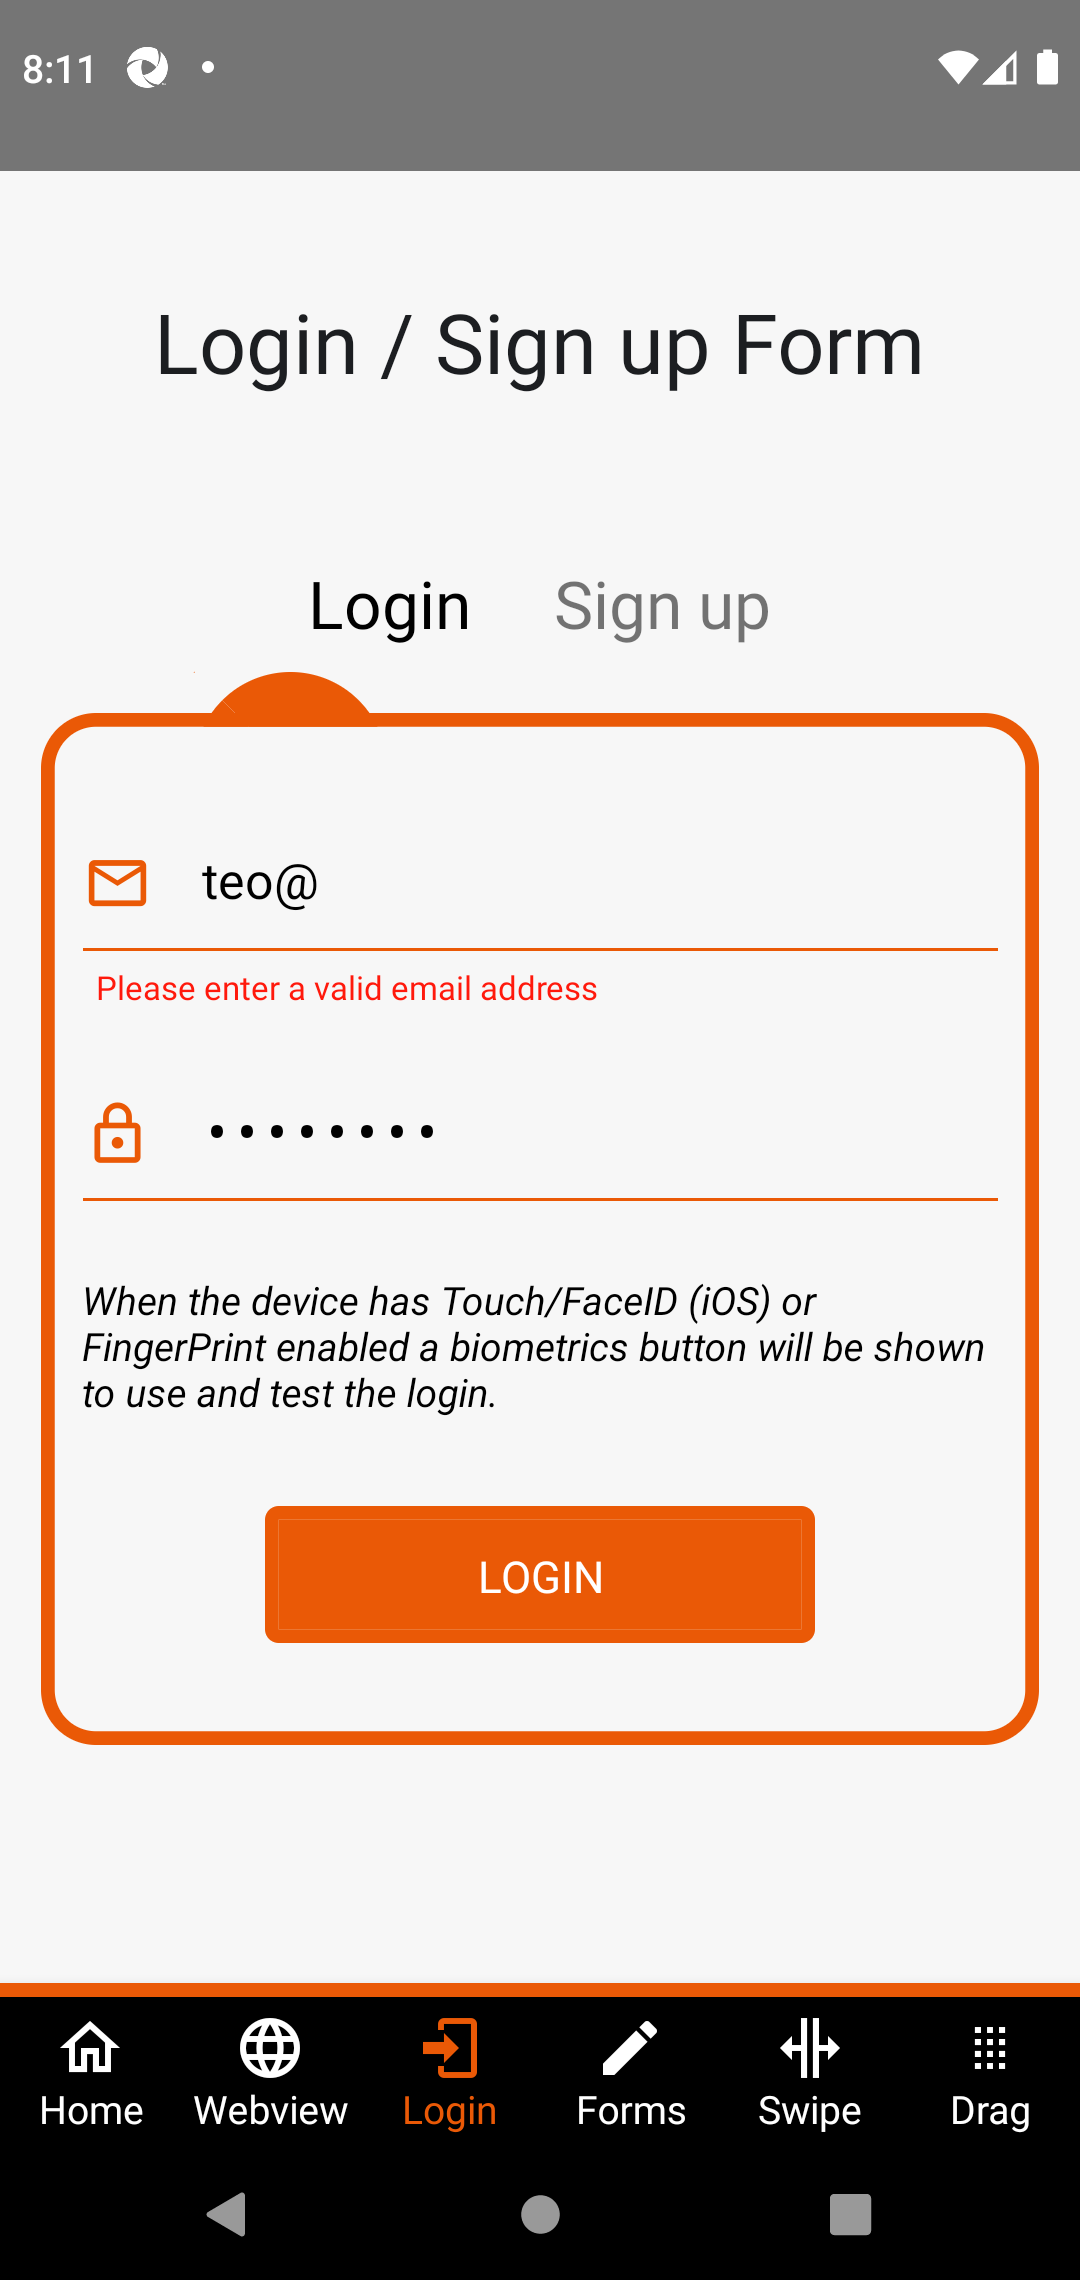 8:11
Login / Sign up Form
Login Sign up
teo@
Please enter a valid email address
••••••••
When the device has Touch/FaceID (iOS) or
FingerPrint enabled a biometrics button will be shown
to use and test the login.
LOGIN
Home Webview Login Forms Swipe Drag